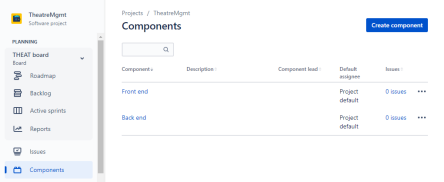 TheatreMgmt
Software project
PLANNING
THEAT board
Board
Roadmap
Backlog
Active sprints
Reports
Issues
Components
Projects / TheatreMgmt
Components
Create component
Component Description Component lead Default assignee Issues
Front end Project default 0 issues •••
Back end Project default 0 issues •••